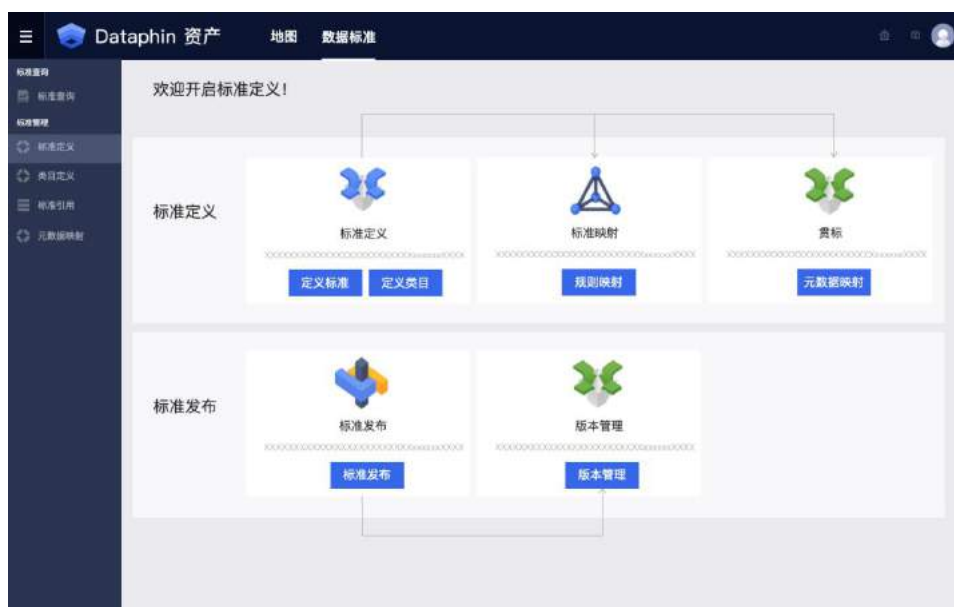 Dataphin 资产
地图
数据标准
标准查询
标准查询
标准管理
标准定义
类目定义
标准引用
元数据映射
欢迎开启标准定义!
标准定义
标准定义
定义标准
定义类目
标准映射
规则映射
贯标
元数据映射
标准发布
标准发布
标准发布
版本管理
版本管理